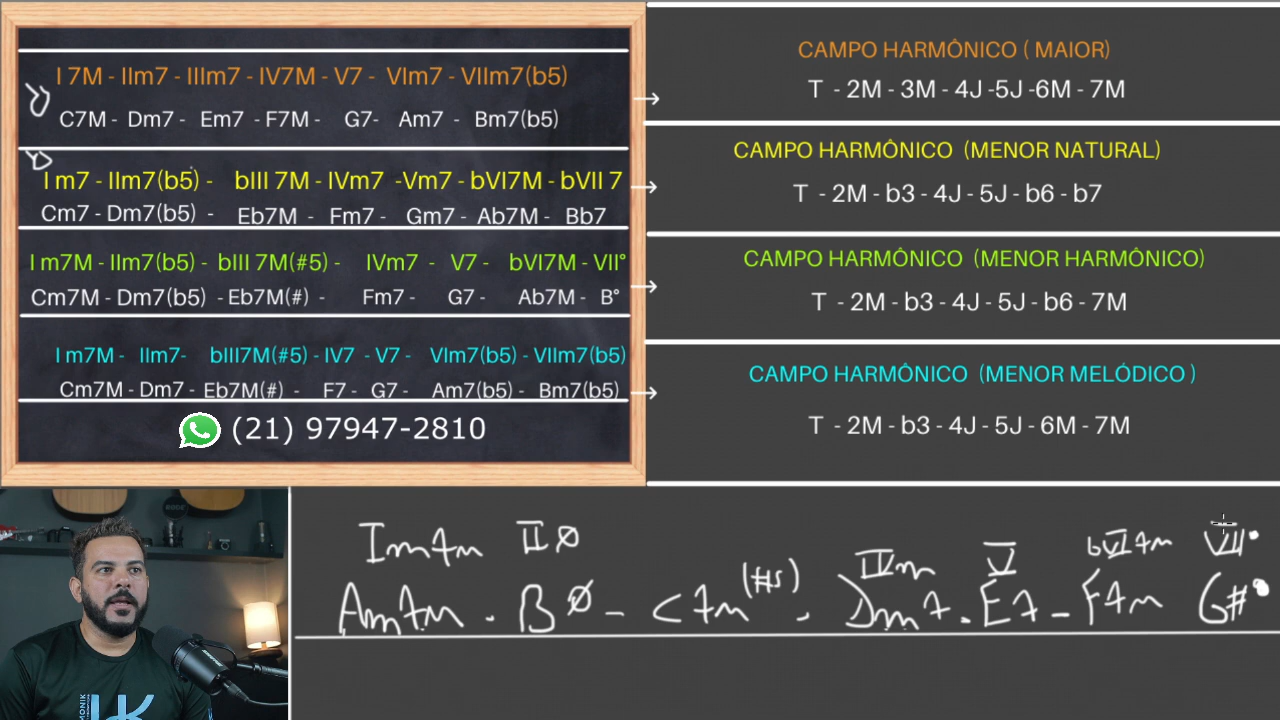 I 7M - IIm7 - IIIm7 - IV7M - V7 - VIm7 - VIIm7(b5)
C7M - Dm7 - Em7 - F7M - G7- Am7 - Bm7(b5)
I m7 - IIm7(b5) - bIII 7M - IVm7 -Vm7 - bVI7M - bVII 7
Cm7 - Dm7(b5) - Eb7M - Fm7 - Gm7 - Ab7M - Bb7
I m7M - IIm7(b5) - bIII 7M(#5) - IVm7 - V7 - bVI7M - VII°
Cm7M - Dm7(b5) - Eb7M(#) - Fm7 - G7 - Ab7M - B°
I m7M - IIm7- bIII7M(#5) - IV7 - V7 - VIm7(b5) - VIIm7(b5)
Cm7M - Dm7 - Eb7M(#) - F7 - G7 - Am7(b5) - Bm7(b5)
(21) 97947-2810
CAMPO HARMÔNICO ( MAIOR)
T - 2M - 3M - 4J -5J -6M - 7M
CAMPO HARMÔNICO (MENOR NATURAL)
T - 2M - b3 - 4J - 5J - b6 - b7
CAMPO HARMÔNICO (MENOR HARMÔNICO)
T - 2M - b3 - 4J - 5J - b6 - 7M
CAMPO HARMÔNICO (MENOR MELÓDICO )
T - 2M - b3 - 4J - 5J - 6M - 7M
Im7m IIø IVm V bVI7m VII°
Am7m - Bø - C7m(#5) - Dm7 - E7 - F7m G#°